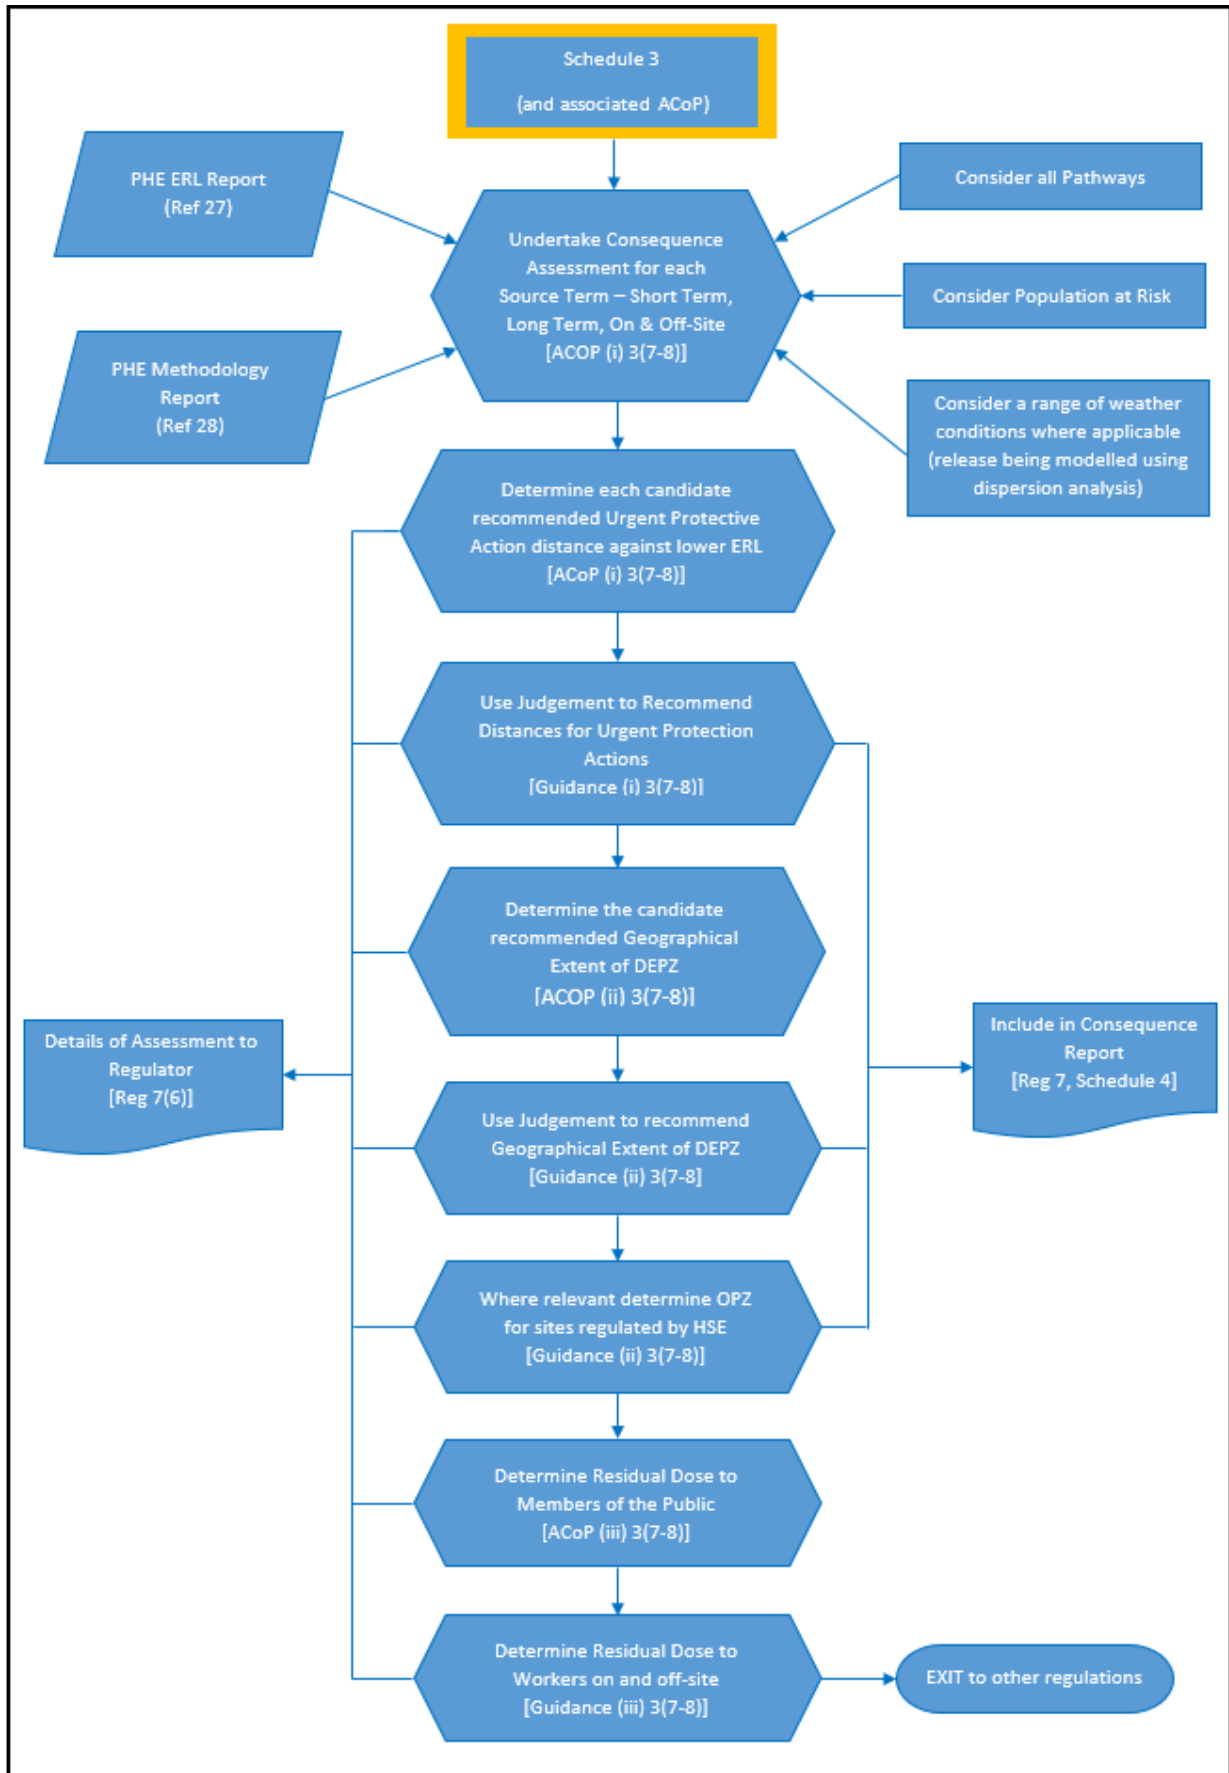 Schedule 3
(and associated ACoP)
PHE ERL Report
(Ref 27)
Consider all Pathways
Undertake Consequence
Assessment for each
Source Term – Short Term,
Long Term, On & Off-Site
[ACOP (i) 3(7-8)]
Consider Population at Risk
PHE Methodology
Report
(Ref 28)
Consider a range of weather
conditions where applicable
(release being modelled using
dispersion analysis)
Determine each candidate
recommended Urgent Protective
Action distance against lower ERL
[ACoP (i) 3(7-8)]
Use Judgement to Recommend
Distances for Urgent Protection
Actions
[Guidance (i) 3(7-8)]
Determine the candidate
recommended Geographical
Extent of DEPZ
[ACOP (ii) 3(7-8)]
Details of Assessment to
Regulator
[Reg 7(6)]
Include in Consequence
Report
[Reg 7, Schedule 4]
Use Judgement to recommend
Geographical Extent of DEPZ
[Guidance (ii) 3(7-8]
Where relevant determine OPZ
for sites regulated by HSE
[Guidance (ii) 3(7-8)]
Determine Residual Dose to
Members of the Public
[ACoP (iii) 3(7-8)]
Determine Residual Dose to
Workers on and off-site
[Guidance (iii) 3(7-8)]
EXIT to other regulations